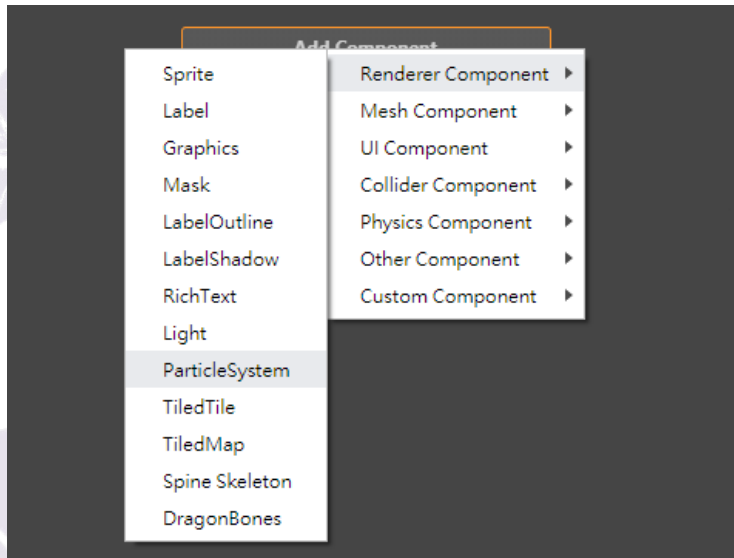 Add Component
Sprite
Label
Graphics
Mask
LabelOutline
LabelShadow
RichText
Light
ParticleSystem
TiledTile
TiledMap
Spine Skeleton
DragonBones
Renderer Component
Mesh Component
UI Component
Collider Component
Physics Component
Other Component
Custom Component